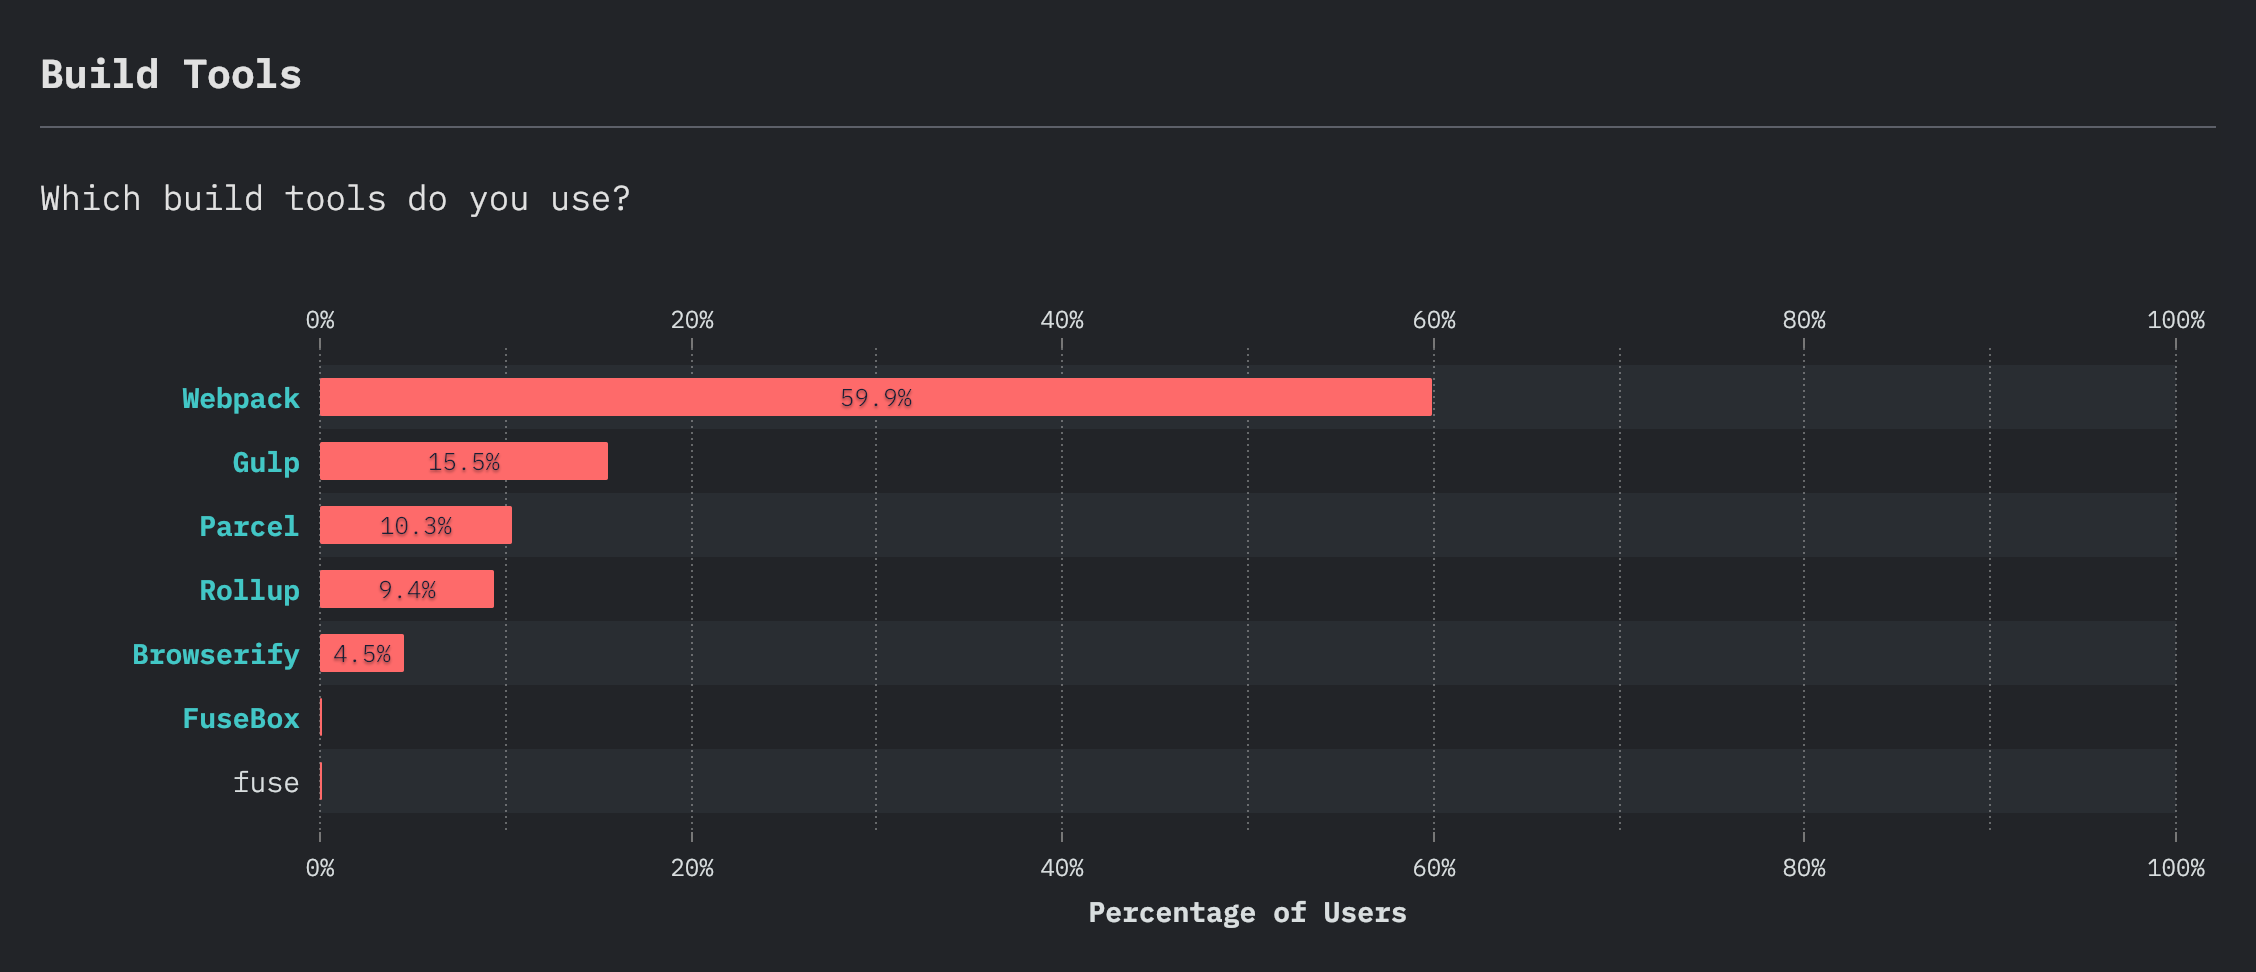 Build Tools
Which build tools do you use?
0% 20% 40% 60% 80% 100%
Webpack 59.9%
Gulp 15.5%
Parcel 10.3%
Rollup 9.4%
Browserify 4.5%
FuseBox
fuse
0% 20% 40% 60% 80% 100%
Percentage of Users